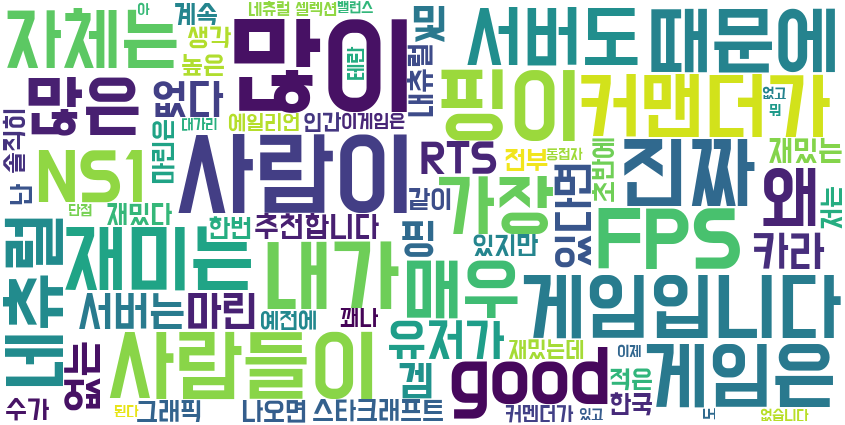 자체는
아
계속
네츄럴 셀렉션
밸런스
많이
생각
높은
테란
내츄럴
씬
서버도
때문에
많은
없다
에일리언
인간
이게임은
핑이
커맨더가
없고
뭐
솔직히
마린은
대가리
NS1
사람이
RTS
전부
동접자
초반에
진짜
재밌는
난
단점
재밌다
한번
추천합니다
같이
가장
있다면
왜
저는
네츄럴
재미는
내가
핑
있지만
FPS
카라
서버는
마린
예전에
꽤나
매우
게임입니다
없는
사람들이
유저가
재밌는데
이제
게임은
겜
good
적은
한국
수가
된다
그래픽
나오면
스타크래프트
커멘더가
있고
없습니다